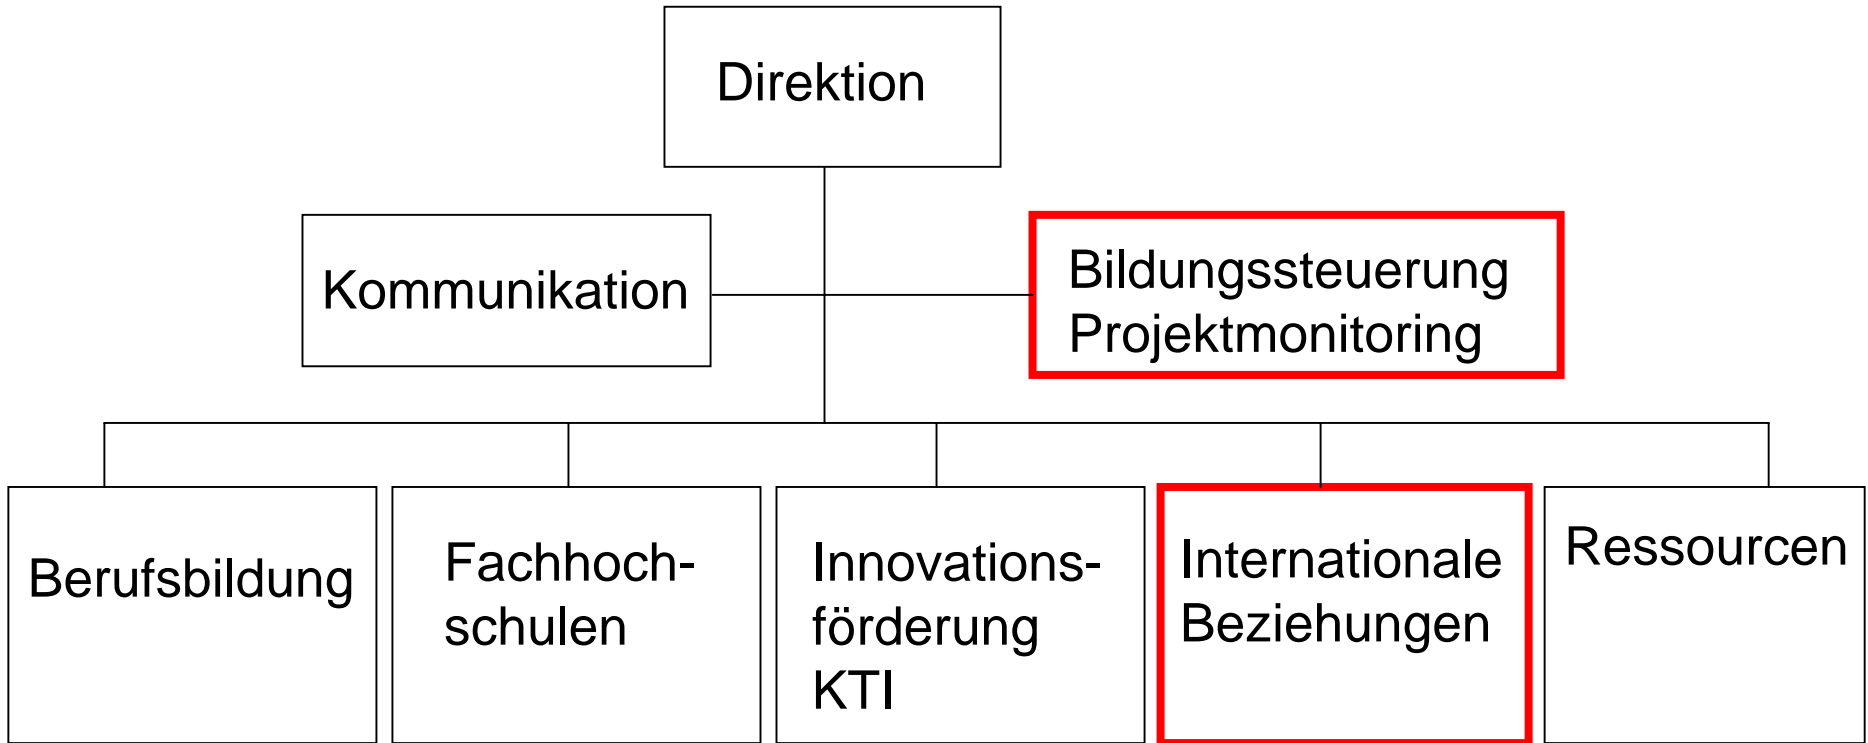 Direktion
Kommunikation
Bildungssteuerung
Projektmonitoring
Berufsbildung
Fachhoch-
schulen
Innovations-
förderung
KTI
Internationale
Beziehungen
Ressourcen